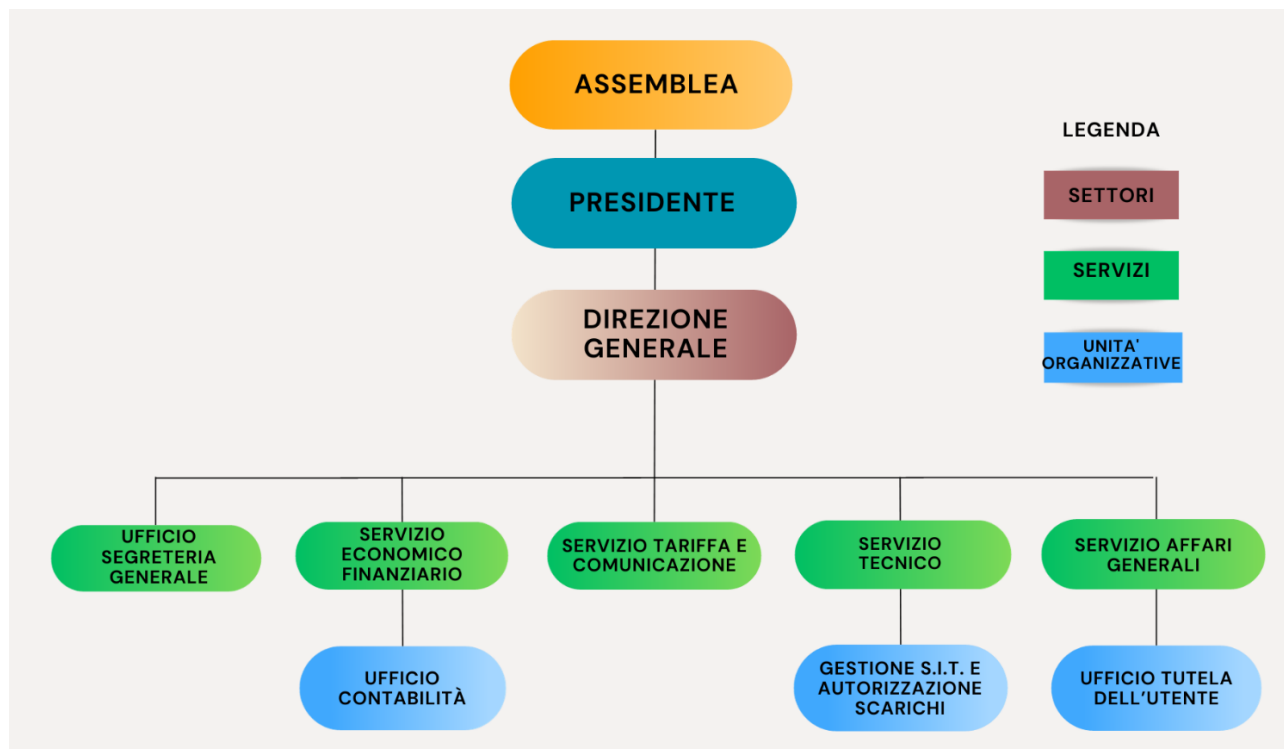 ASSEMBLEA
PRESIDENTE
DIREZIONE
GENERALE
LEGENDA
SETTORI
SERVIZI
UNITA'
ORGANIZZATIVE
UFFICIO
SEGRETERIA
GENERALE
SERVIZIO
ECONOMICO
FINANZIARIO
SERVIZIO TARIFFA E
COMUNICAZIONE
SERVIZIO
TECNICO
SERVIZIO AFFARI
GENERALI
UFFICIO
CONTABILITÀ
GESTIONE S.I.T. E
AUTORIZZAZIONE
SCARICHI
UFFICIO TUTELA
DELL'UTENTE